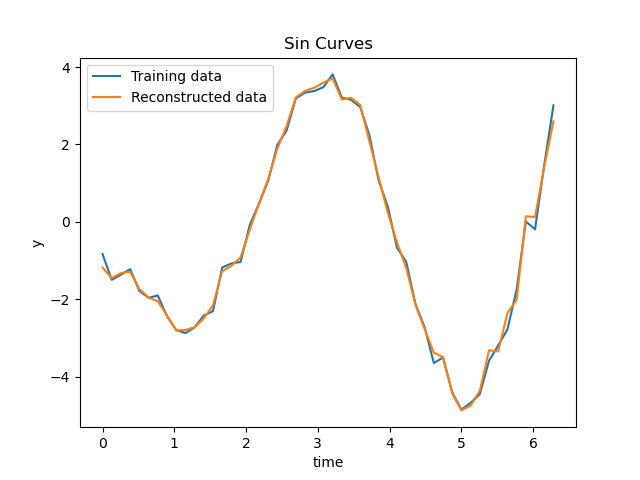 Sin Curves
Training data
Reconstructed data
4
2
0
−2
−4
y
0 1 2 3 4 5 6
time